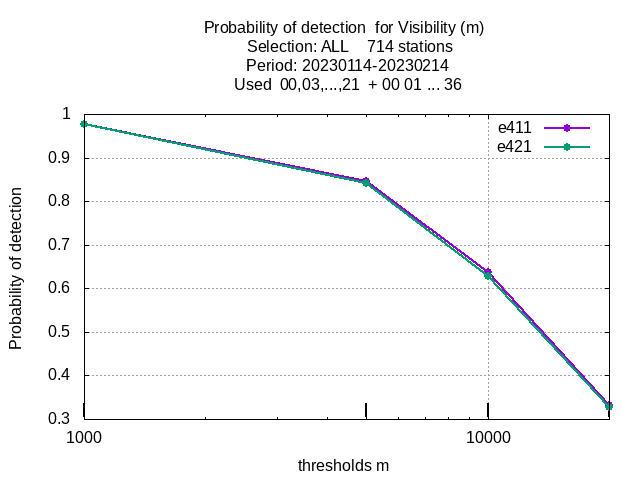 Probability of detection  for Visibility (m)
Selection: ALL    714 stations
Period: 20230114-20230214
Used  00,03,...,21  + 00 01 ... 36
e411
e421
Probability of detection
1
0.9
0.8
0.7
0.6
0.5
0.4
0.3
1000
10000
thresholds m